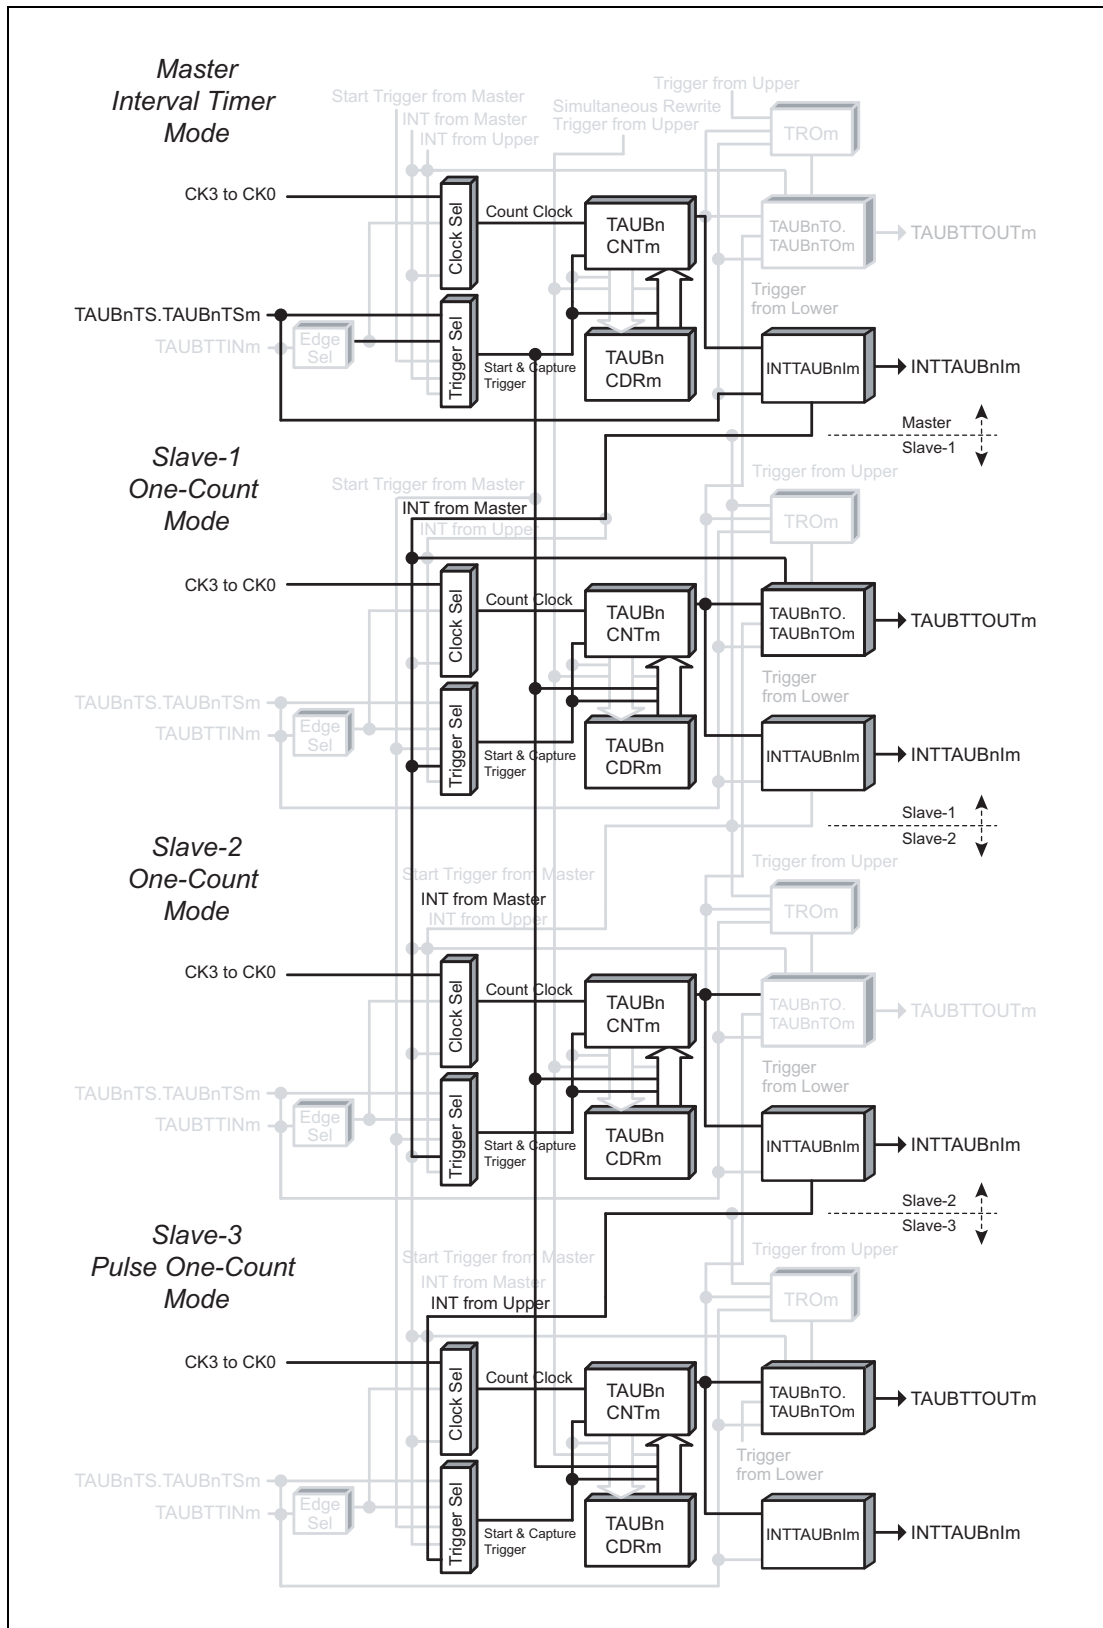 Master
Interval Timer
Mode
Start Trigger from Master
INT from Master
INT from Upper
Simultaneous Rewrite
Trigger from Upper
Trigger from Upper
TROm
CK3 to CK0
Clock Sel
Count Clock
TAUBn
CNTm
TAUBnTO.
TAUBnTOm
TAUBTTOUTm
Trigger
from Lower
TAUBnTS.TAUBnTSm
TAUBTTINm
Edge
Sel
Trigger Sel
Start & Capture
Trigger
TAUBn
CDRm
INTTAUBnIm
INTTAUBnIm
Master
Slave-1
Slave-1
One-Count
Mode
Start Trigger from Master
INT from Master
INT from Upper
Trigger from Upper
TROm
CK3 to CK0
Clock Sel
Count Clock
TAUBn
CNTm
TAUBnTO.
TAUBnTOm
TAUBTTOUTm
Trigger
from Lower
TAUBnTS.TAUBnTSm
TAUBTTINm
Edge
Sel
Trigger Sel
Start & Capture
Trigger
TAUBn
CDRm
INTTAUBnIm
INTTAUBnIm
Slave-1
Slave-2
Slave-2
One-Count
Mode
Start Trigger from Master
INT from Master
INT from Upper
Trigger from Upper
TROm
CK3 to CK0
Clock Sel
Count Clock
TAUBn
CNTm
TAUBnTO.
TAUBnTOm
TAUBTTOUTm
Trigger
from Lower
TAUBnTS.TAUBnTSm
TAUBTTINm
Edge
Sel
Trigger Sel
Start & Capture
Trigger
TAUBn
CDRm
INTTAUBnIm
INTTAUBnIm
Slave-2
Slave-3
Slave-3
Pulse One-Count
Mode
Start Trigger from Master
INT from Master
INT from Upper
Trigger from Upper
TROm
CK3 to CK0
Clock Sel
Count Clock
TAUBn
CNTm
TAUBnTO.
TAUBnTOm
TAUBTTOUTm
Trigger
from Lower
TAUBnTS.TAUBnTSm
TAUBTTINm
Edge
Sel
Trigger Sel
Start & Capture
Trigger
TAUBn
CDRm
INTTAUBnIm
INTTAUBnIm